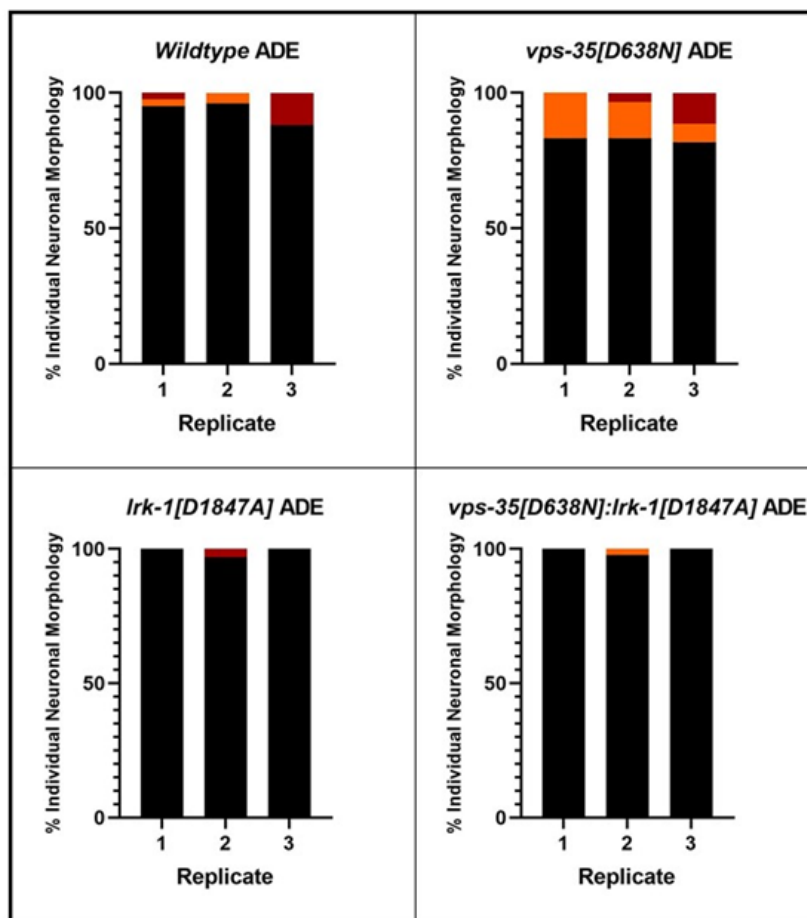 Wildtype ADE
% Individual Neuronal Morphology
100
50
0
1 2 3
Replicate
vps-35[D638N] ADE
% Individual Neuronal Morphology
100
50
0
1 2 3
Replicate
lrk-1[D1847A] ADE
% Individual Neuronal Morphology
100
50
0
1 2 3
Replicate
vps-35[D638N]:lrk-1[D1847A] ADE
% Individual Neuronal Morphology
100
50
0
1 2 3
Replicate